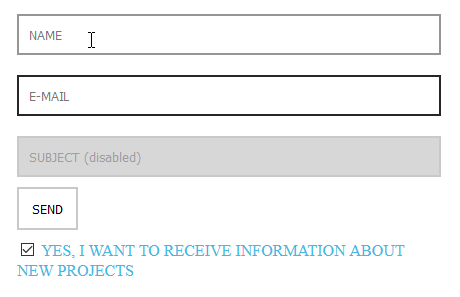 NAME
E-MAIL
SUBJECT (disabled)
SEND
YES, I WANT TO RECEIVE INFORMATION ABOUT
NEW PROJECTS